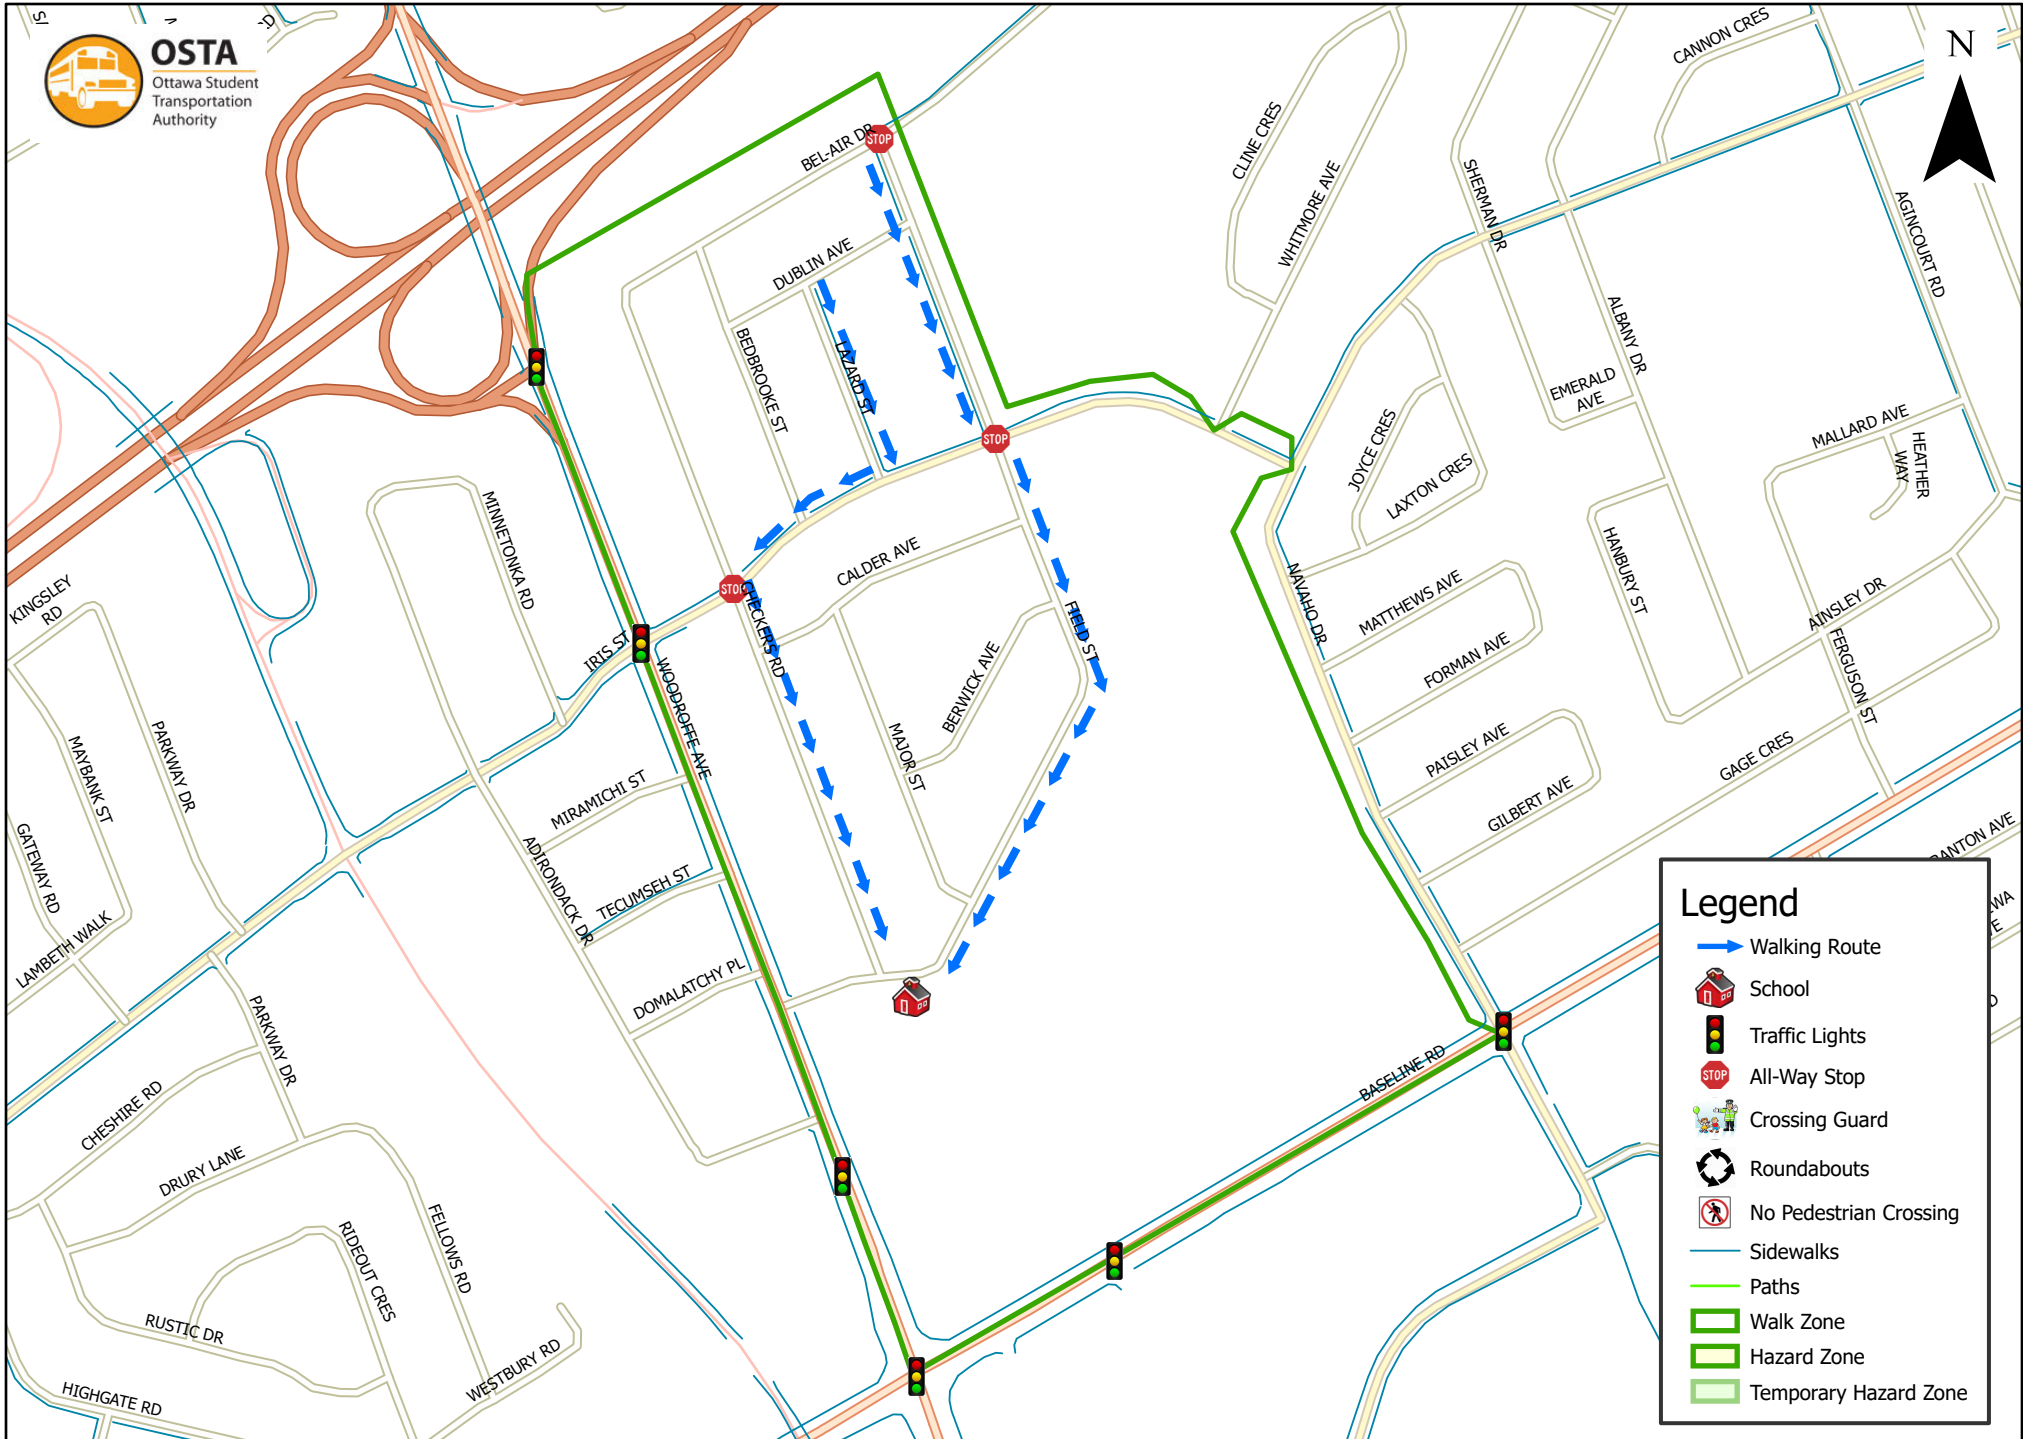 OSTA
Ottawa Student
Transportation
Authority
N
CANNON CRES
BEL-AIR DR
STOP
CLINE CRES
WHITMORE AVE
SHERMAN DR
AGINCOURT RD
DUBLIN AVE
ALBANY DR
BEDBROOKE ST
LAZARD ST
EMERALD
AVE
JOYCE CRES
MALLARD AVE
HEATHER
WAY
STOP
LAXTON CRES
MINNETONKA RD
CALDER AVE
HANBURY ST
KINGSLEY
RD
STOP
CHECKERS RD
NAVAHO DR
MATTHEWS AVE
AINSLEY DR
IRIS ST
FIELD ST
FORMAN AVE
FERGUSON ST
WOODROFFE AVE
BERWICK AVE
PARKWAY DR
MAYBANK ST
MAJOR ST
PAISLEY AVE
GAGE CRES
MIRAMICHI ST
GILBERT AVE
GATEWAY RD
ADIRONDACK DR
TECUMSEH ST
LAMBETH WALK
DOMALATCHY PL
PARKWAY DR
BASELINE RD
CHESHIRE RD
DRURY LANE
FELLOWS RD
RIDEOUT CRES
RUSTIC DR
WESTBURY RD
HIGHGATE RD
Legend
Walking Route
School
Traffic Lights
STOP All-Way Stop
Crossing Guard
Roundabouts
No Pedestrian Crossing
Sidewalks
Paths
Walk Zone
Hazard Zone
Temporary Hazard Zone